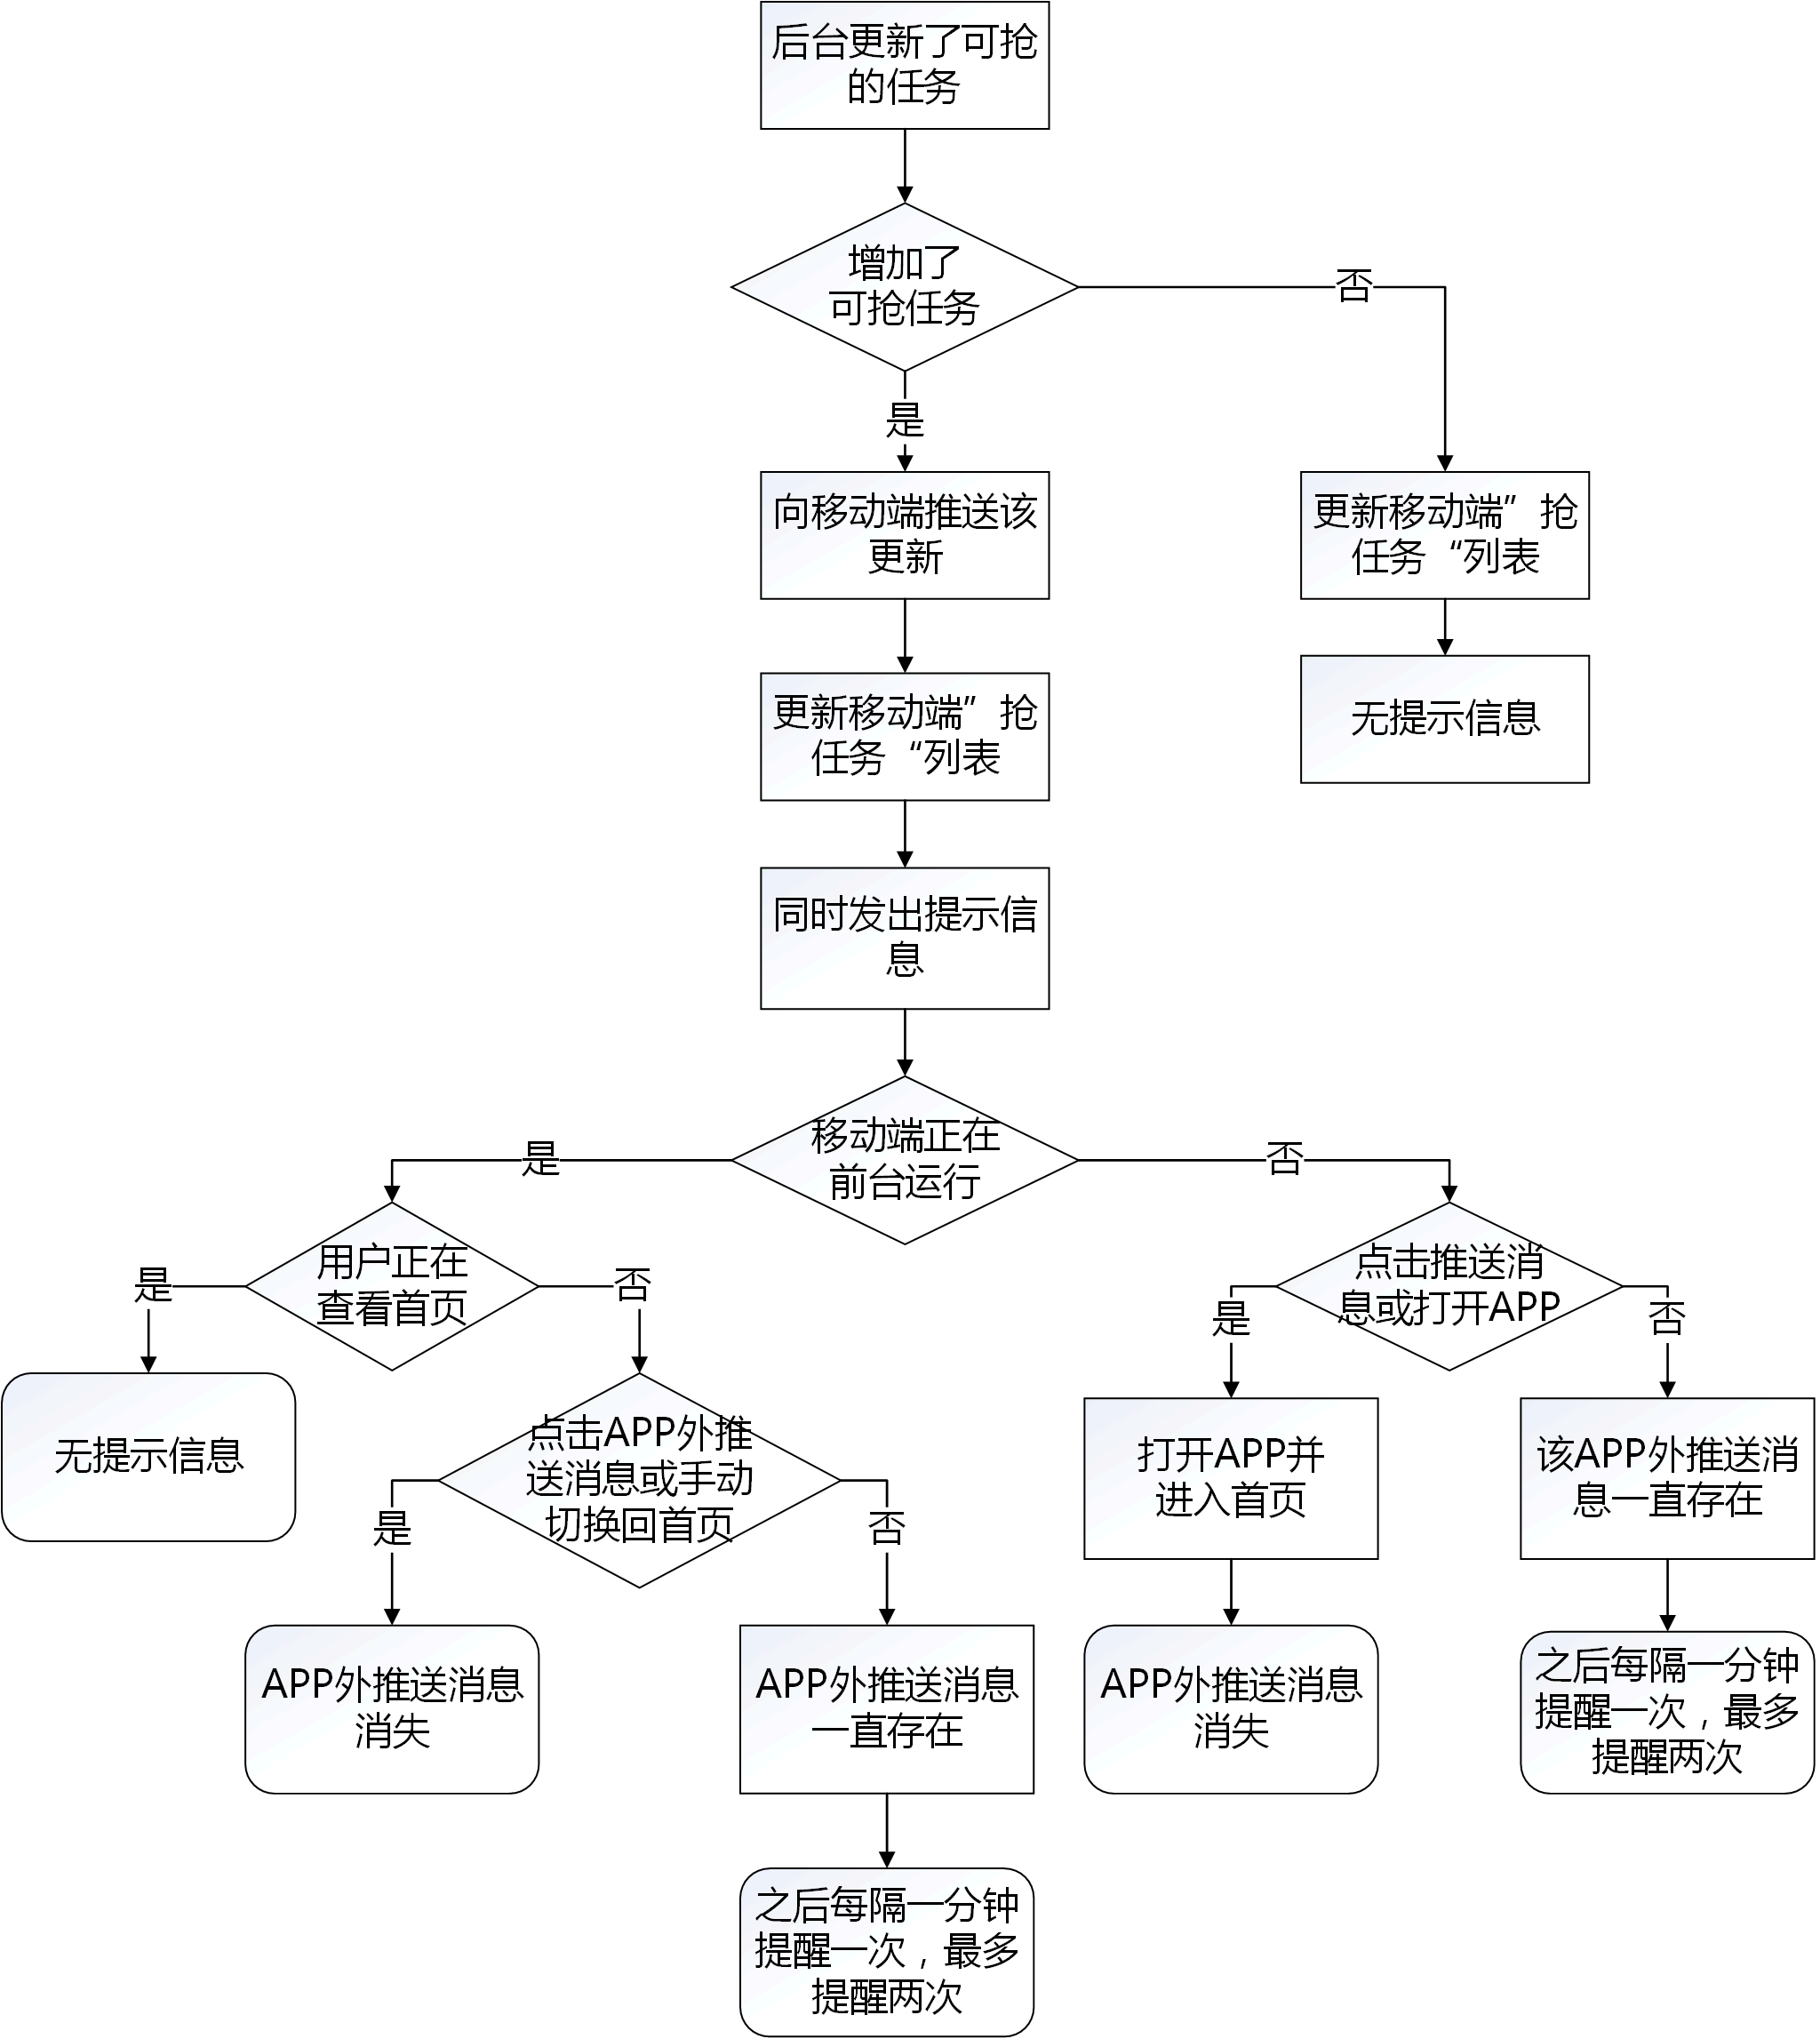 后台更新了可抢
的任务
增加了
可抢任务
否
是
向移动端推送该
更新
更新移动端”抢
任务“列表
更新移动端”抢
任务“列表
无提示信息
同时发出提示信
息
移动端正在
前台运行
是
否
用户正在
查看首页
是
否
点击推送消
息或打开APP
是
否
无提示信息
点击APP外推
送消息或手动
切换回首页
是
否
打开APP并
进入首页
该APP外推送消
息一直存在
APP外推送消息
消失
APP外推送消息
一直存在
APP外推送消息
消失
之后每隔一分钟
提醒一次，最多
提醒两次
之后每隔一分钟
提醒一次，最多
提醒两次